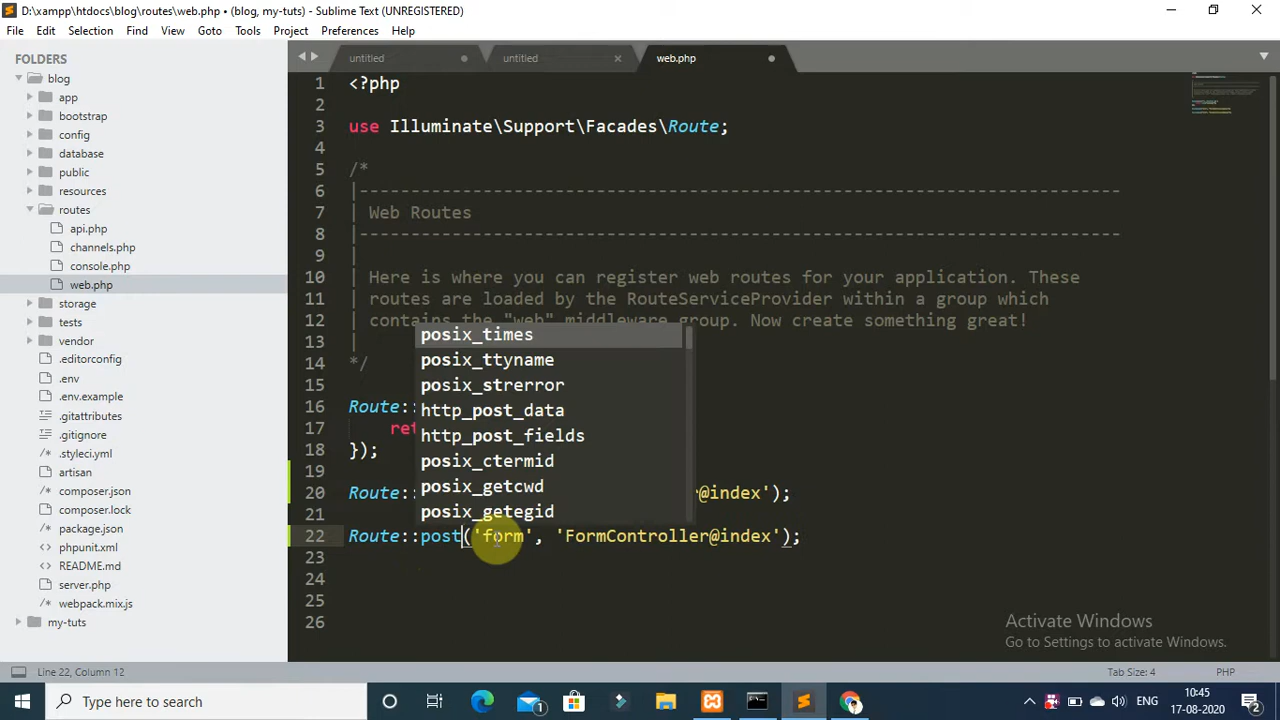 D:\xampp\htdocs\blog\routes\web.php • (blog, my-tuts) - Sublime Text (UNREGISTERED)
File Edit Selection Find View Goto Tools Project Preferences Help
FOLDERS
blog
app
bootstrap
config
database
public
resources
routes
api.php
channels.php
console.php
web.php
storage
tests
vendor
.editorconfig
.env
.env.example
.gitattributes
.gitignore
.styleci.yml
artisan
composer.json
composer.lock
package.json
phpunit.xml
README.md
server.php
webpack.mix.js
my-tuts
untitled untitled web.php
1 <?php
2
3 use Illuminate\Support\Facades\Route;
4
5 /*
6 |--------------------------------------------------------------------------
7 | Web Routes
8 |--------------------------------------------------------------------------
9 |
10 | Here is where you can register web routes for your application. These
11 | routes are loaded by the RouteServiceProvider within a group which
12 | contains the "web" middleware group. Now create something great!
13 |
14 */
15
16 Route::
17 ret
18 });
19
20 Route:: r@index');
21
22 Route::post('form', 'FormController@index');
23
24
25
26
posix_times
posix_ttyname
posix_strerror
http_post_data
http_post_fields
posix_ctermid
posix_getcwd
posix_getegid
Activate Windows
Go to Settings to activate Windows.
Line 22, Column 12 Tab Size: 4 PHP
Type here to search
1
ENG
10:45
17-08-2020
2